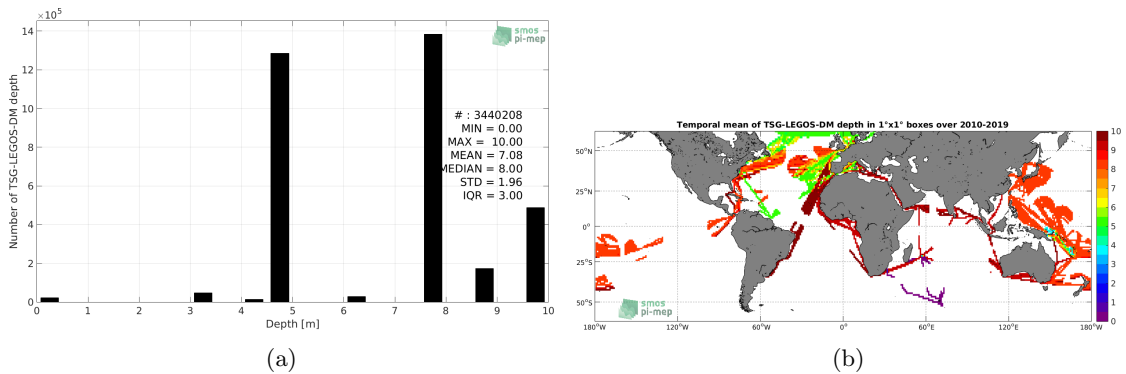 ×10⁵
14
12
10
8
6
4
2
0
Number of TSG-LEGOS-DM depth
smos
pi-mep
# : 3440208
MIN = 0.00
MAX = 10.00
MEAN = 7.08
MEDIAN = 8.00
STD = 1.96
IQR = 3.00
0 1 2 3 4 5 6 7 8 9 10
Depth [m]
(a)
Temporal mean of TSG-LEGOS-DM depth in 1°x1° boxes over 2010-2019
50°N
25°N
0°
25°S
50°S
smos
pi-mep
180°W 120°W 60°W 0° 60°E 120°E 180°W
10
9
8
7
6
5
4
3
2
1
0
(b)